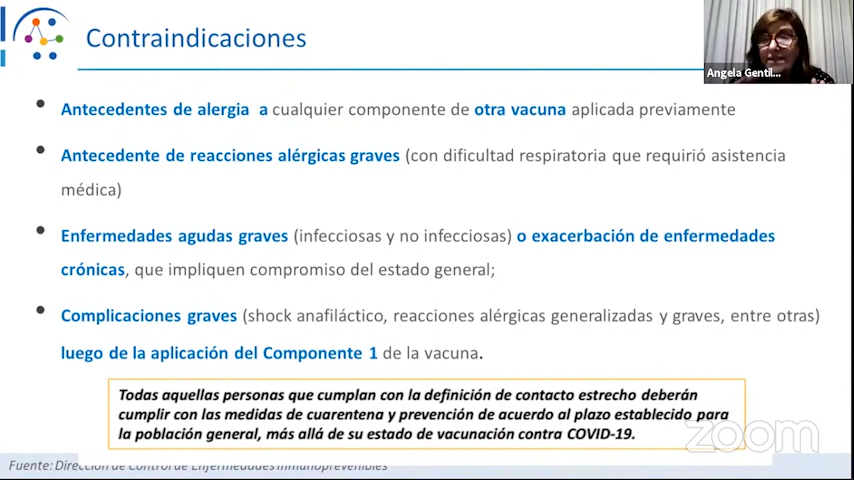 Contraindicaciones
Angela Gentil...
• Antecedentes de alergia a cualquier componente de otra vacuna aplicada previamente
• Antecedente de reacciones alérgicas graves (con dificultad respiratoria que requirió asistencia
médica)
• Enfermedades agudas graves (infecciosas y no infecciosas) o exacerbación de enfermedades
crónicas, que impliquen compromiso del estado general;
• Complicaciones graves (shock anafiláctico, reacciones alérgicas generalizadas y graves, entre otras)
luego de la aplicación del Componente 1 de la vacuna.
Todas aquellas personas que cumplan con la definición de contacto estrecho deberán
cumplir con las medidas de cuarentena y prevención de acuerdo al plazo establecido para
la población general, más allá de su estado de vacunación contra COVID-19.
zoom
Fuente: Dirección de Control de Enfermedades Inmunoprevenibles